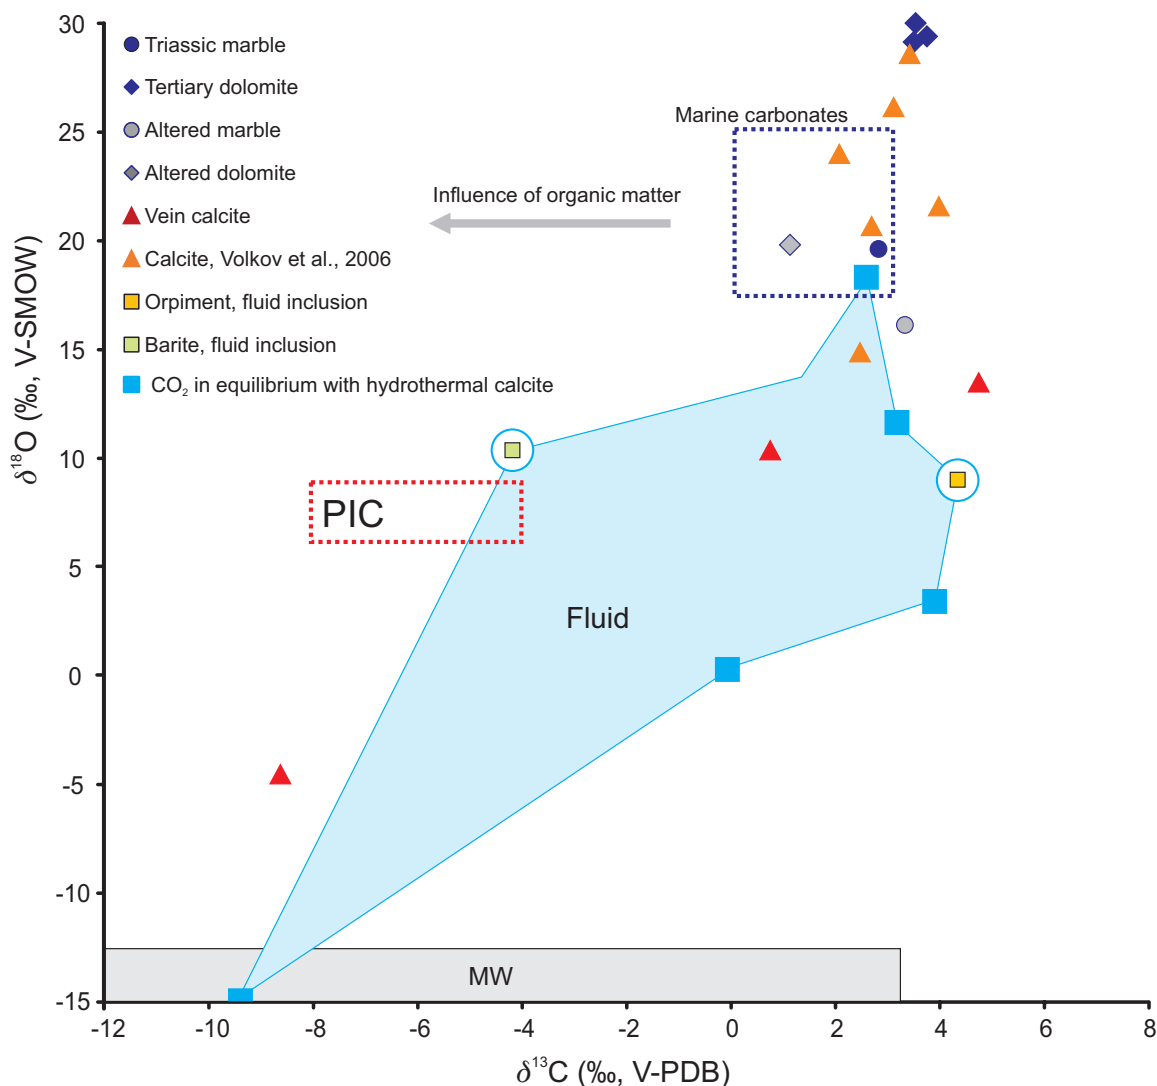 30
25
20
15
10
5
0
-5
-10
-15
δ18O (‰, V-SMOW)
Triassic marble
Tertiary dolomite
Altered marble
Altered dolomite
Vein calcite
Calcite, Volkov et al., 2006
Orpiment, fluid inclusion
Barite, fluid inclusion
CO2 in equilibrium with hydrothermal calcite
Marine carbonates
Influence of organic matter
PIC
Fluid
MW
-12 -10 -8 -6 -4 -2 0 2 4 6 8
δ13C (‰, V-PDB)